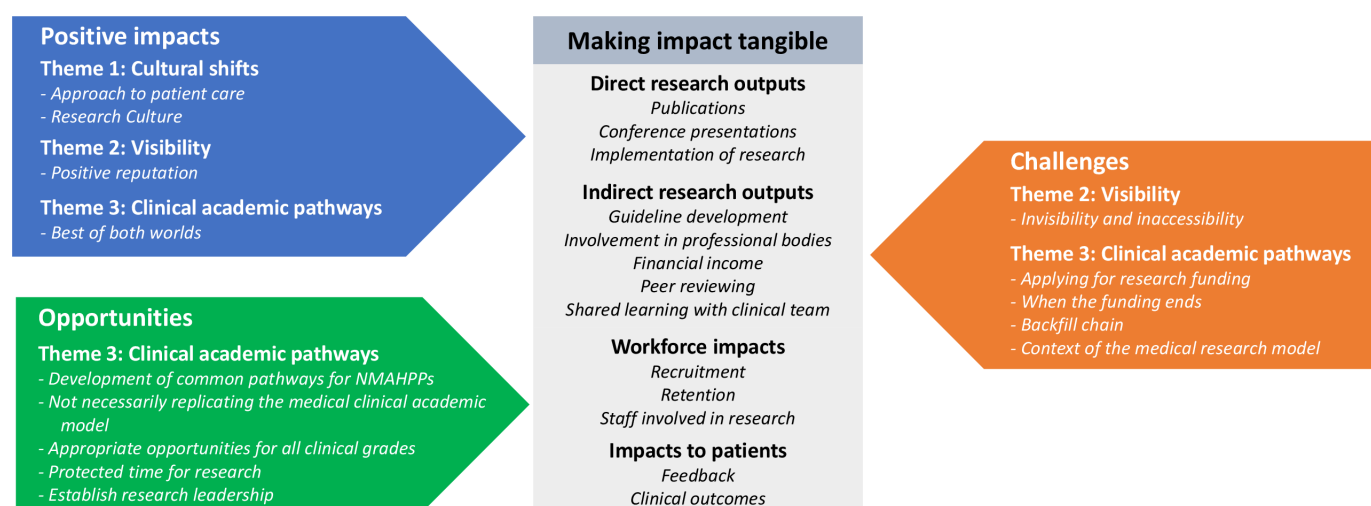 Positive impacts
Theme 1: Cultural shifts
- Approach to patient care
- Research Culture
Theme 2: Visibility
- Positive reputation
Theme 3: Clinical academic pathways
- Best of both worlds
Opportunities
Theme 3: Clinical academic pathways
- Development of common pathways for NMAHPPs
- Not necessarily replicating the medical clinical academic
model
- Appropriate opportunities for all clinical grades
- Protected time for research
- Establish research leadership
Making impact tangible
Direct research outputs
Publications
Conference presentations
Implementation of research
Indirect research outputs
Guideline development
Involvement in professional bodies
Financial income
Peer reviewing
Shared learning with clinical team
Workforce impacts
Recruitment
Retention
Staff involved in research
Impacts to patients
Feedback
Clinical outcomes
Challenges
Theme 2: Visibility
- Invisibility and inaccessibility
Theme 3: Clinical academic pathways
- Applying for research funding
- When the funding ends
- Backfill chain
- Context of the medical research model